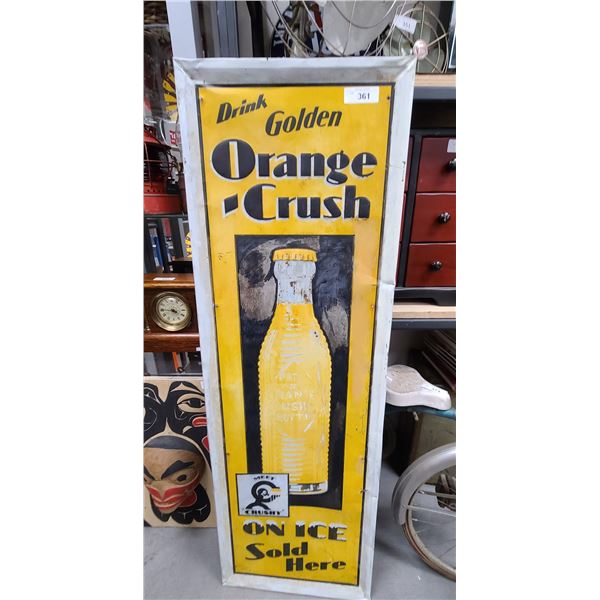 361
Drink
Golden
Orange
-Crush
MEET
"CRUSHY"
ON ICE
Sold
Here